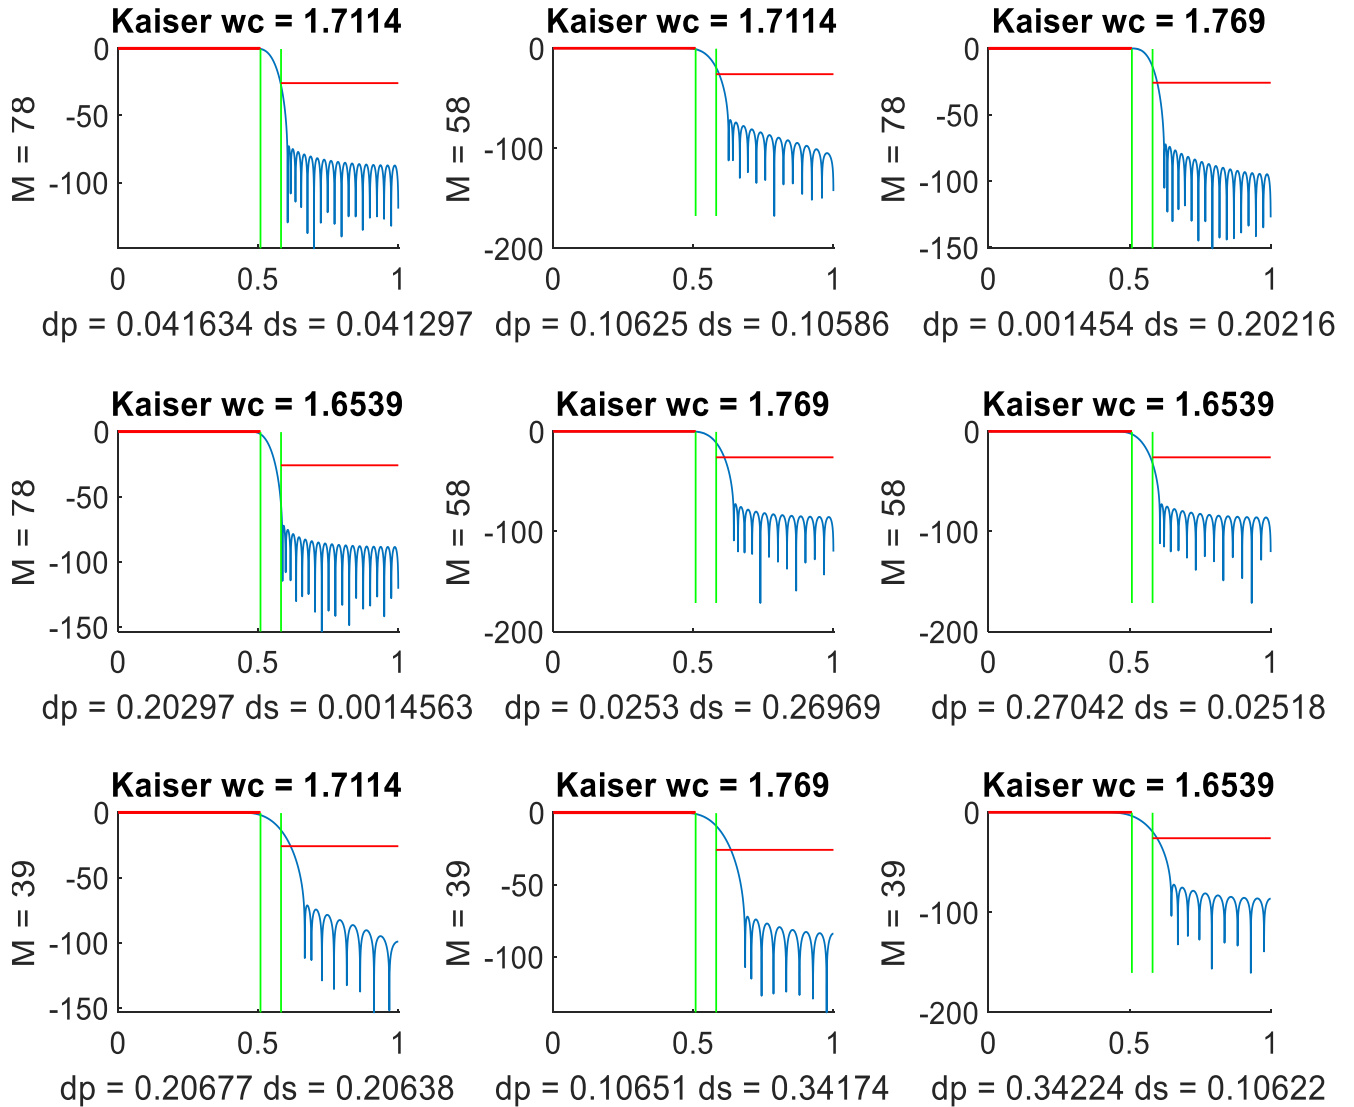 Kaiser wc = 1.7114
0
-50
-100
M = 78
0
0.5
1
dp = 0.041634 ds = 0.041297
Kaiser wc = 1.7114
0
-100
-200
M = 58
0
0.5
1
dp = 0.10625 ds = 0.10586
Kaiser wc = 1.769
0
-50
-100
-150
M = 78
0
0.5
1
dp = 0.001454 ds = 0.20216
Kaiser wc = 1.6539
0
-50
-100
-150
M = 78
0
0.5
1
dp = 0.20297 ds = 0.0014563
Kaiser wc = 1.769
0
-100
-200
M = 58
0
0.5
1
dp = 0.0253 ds = 0.26969
Kaiser wc = 1.6539
0
-100
-200
M = 58
0
0.5
1
dp = 0.27042 ds = 0.02518
Kaiser wc = 1.7114
0
-50
-100
-150
M = 39
0
0.5
1
dp = 0.20677 ds = 0.20638
Kaiser wc = 1.769
0
-50
-100
M = 39
0
0.5
1
dp = 0.10651 ds = 0.34174
Kaiser wc = 1.6539
0
-100
-200
M = 39
0
0.5
1
dp = 0.34224 ds = 0.10622